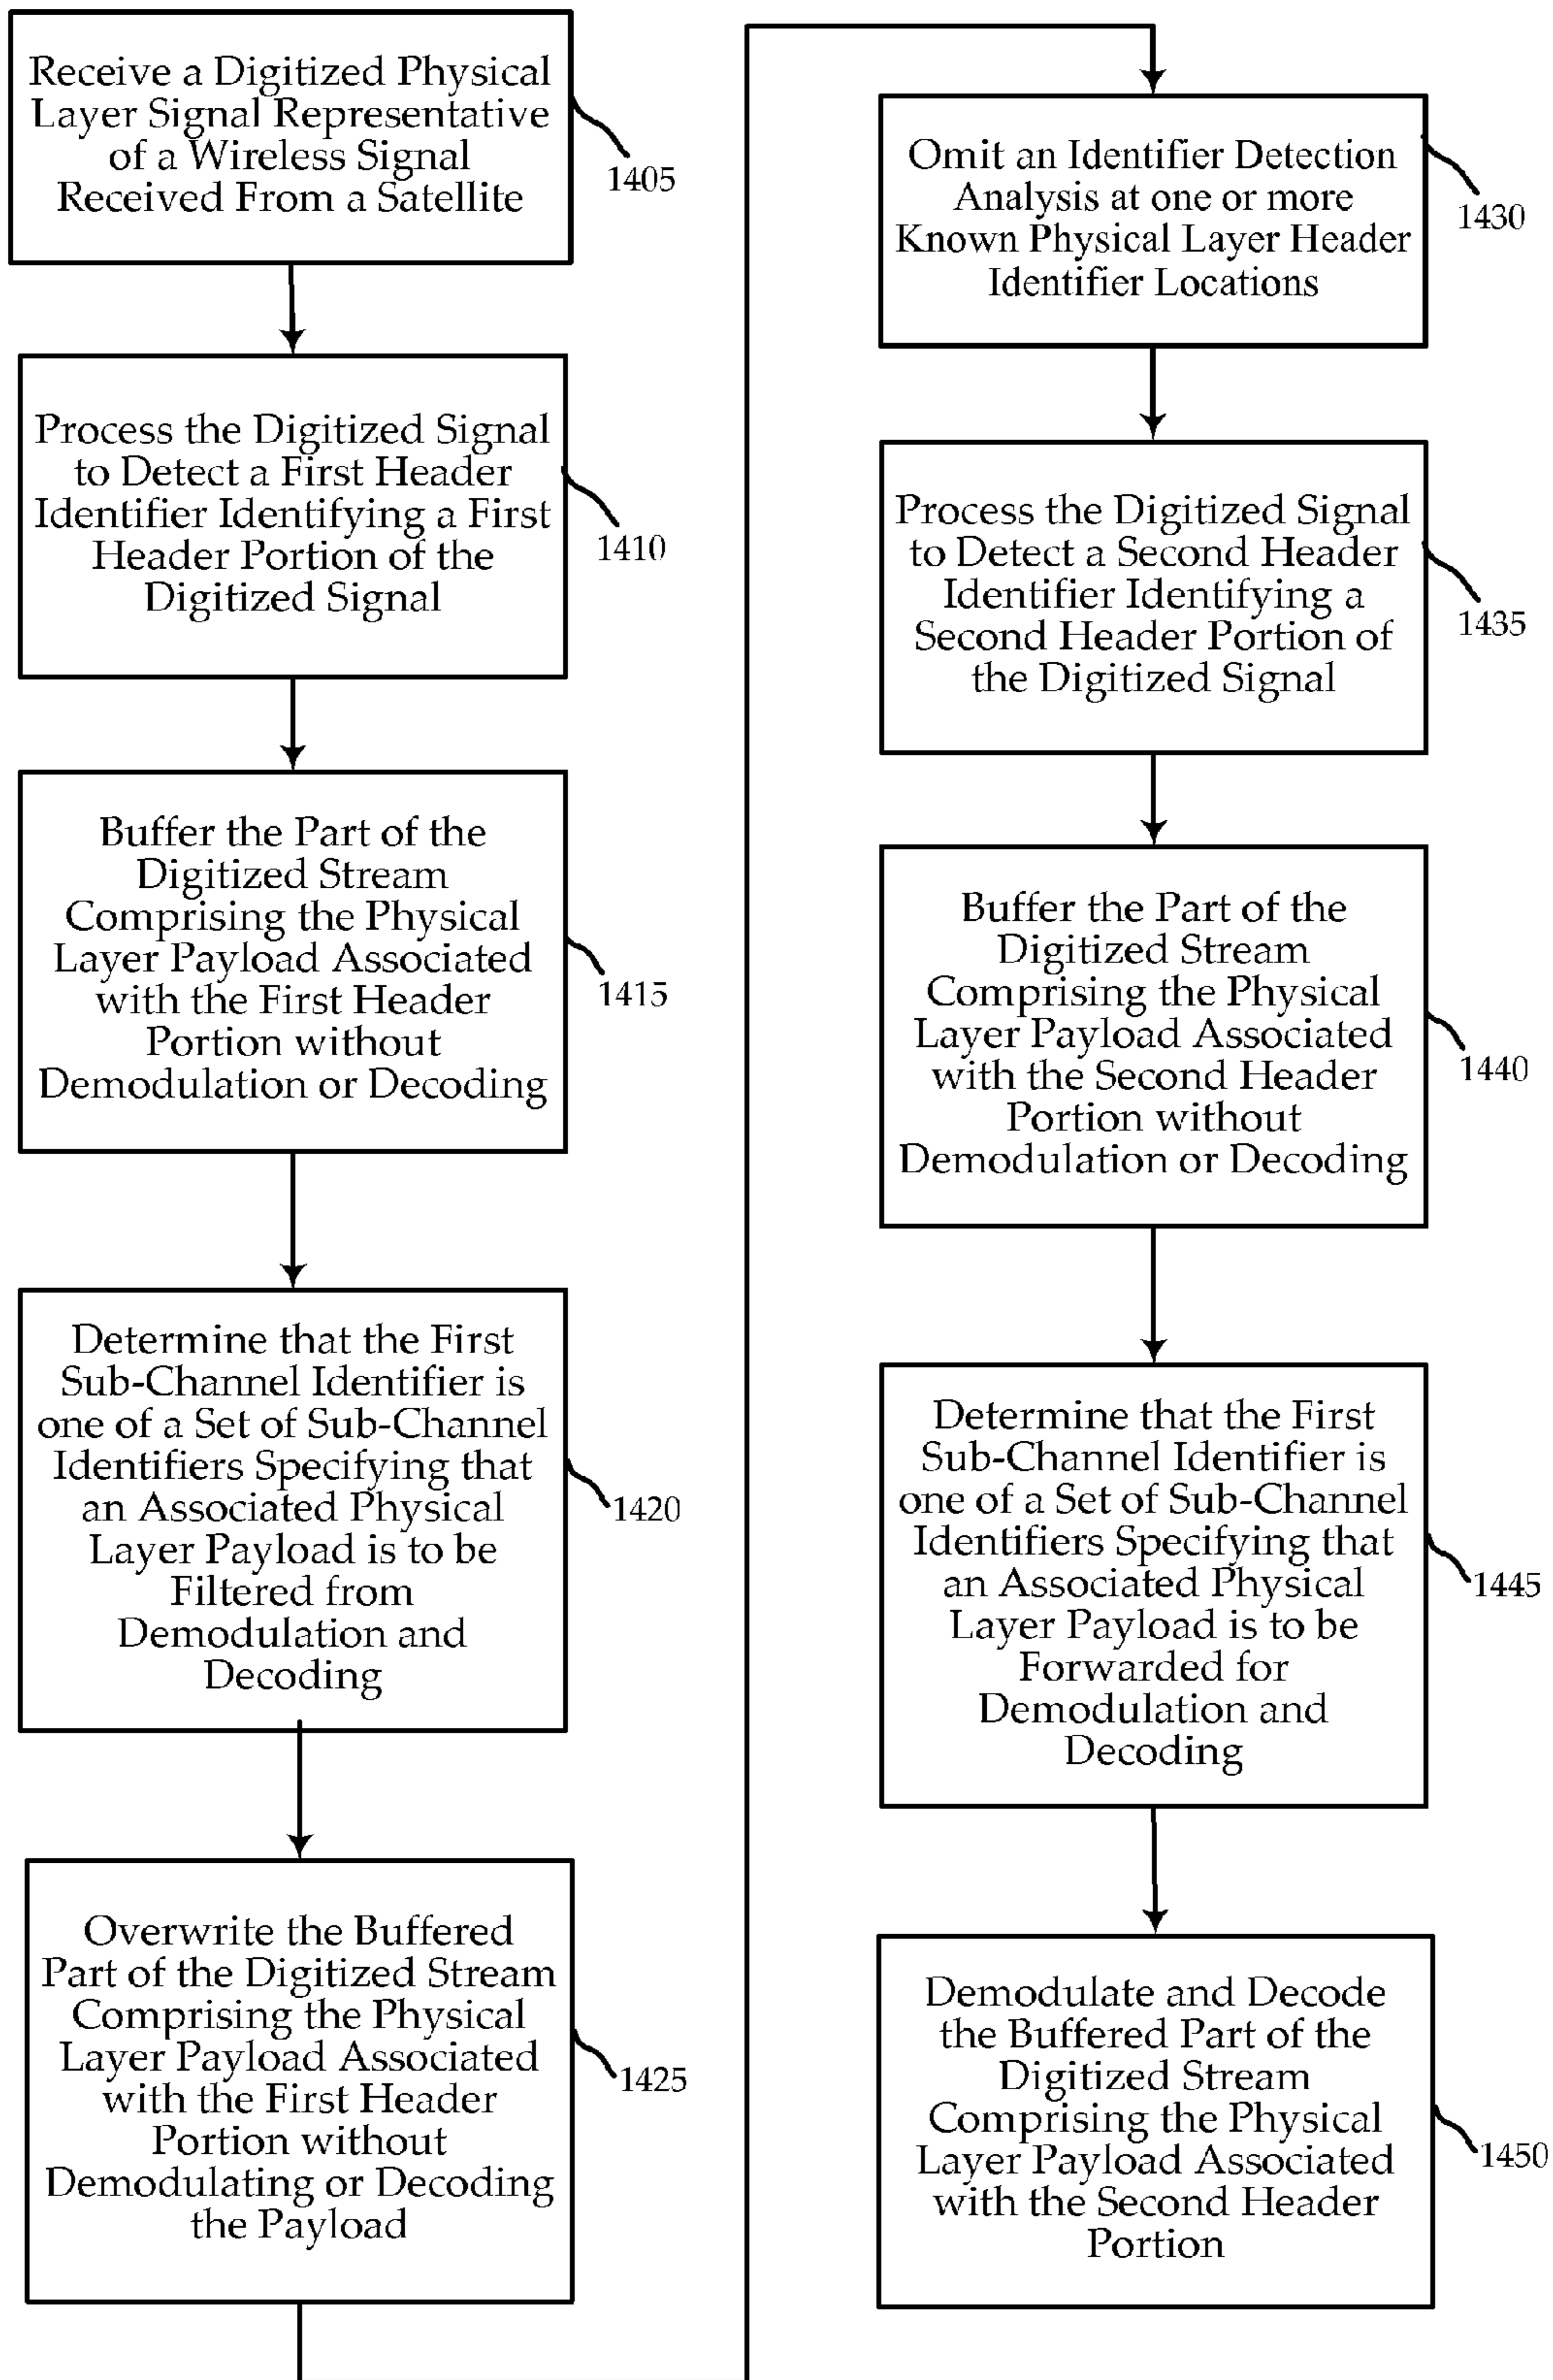 Receive a Digitized Physical
Layer Signal Representative
of a Wireless Signal
Received From a Satellite
1405
Process the Digitized Signal
to Detect a First Header
Identifier Identifying a First
Header Portion of the
Digitized Signal
1410
Buffer the Part of the
Digitized Stream
Comprising the Physical
Layer Payload Associated
with the First Header
Portion without
Demodulation or Decoding
1415
Determine that the First
Sub-Channel Identifier is
one of a Set of Sub-Channel
Identifiers Specifying that
an Associated Physical
Layer Payload is to be
Filtered from
Demodulation and
Decoding
1420
Overwrite the Buffered
Part of the Digitized Stream
Comprising the Physical
Layer Payload Associated
with the First Header
Portion without
Demodulating or Decoding
the Payload
1425
Omit an Identifier Detection
Analysis at one or more
Known Physical Layer Header
Identifier Locations
1430
Process the Digitized Signal
to Detect a Second Header
Identifier Identifying a
Second Header Portion of
the Digitized Signal
1435
Buffer the Part of the
Digitized Stream
Comprising the Physical
Layer Payload Associated
with the Second Header
Portion without
Demodulation or Decoding
1440
Determine that the First
Sub-Channel Identifier is
one of a Set of Sub-Channel
Identifiers Specifying that
an Associated Physical
Layer Payload is to be
Forwarded for
Demodulation and
Decoding
1445
Demodulate and Decode
the Buffered Part of the
Digitized Stream
Comprising the Physical
Layer Payload Associated
with the Second Header
Portion
1450